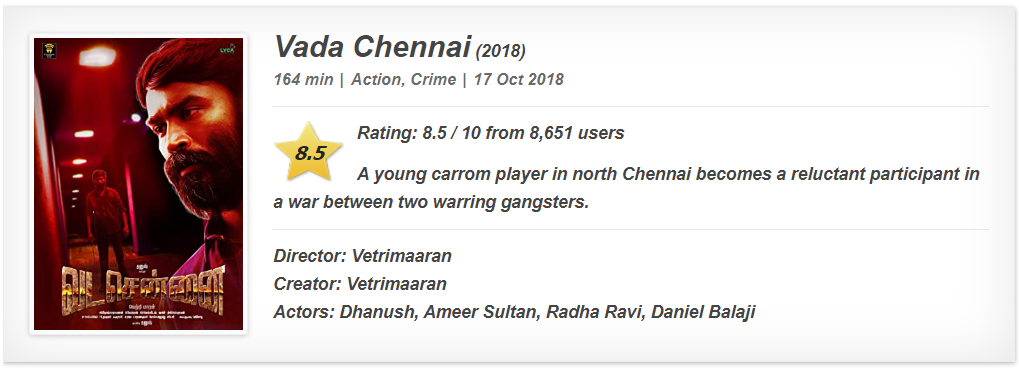 Vada Chennai (2018)
164 min | Action, Crime | 17 Oct 2018
8.5
Rating: 8.5 / 10 from 8,651 users
A young carrom player in north Chennai becomes a reluctant participant in
a war between two warring gangsters.
Director: Vetrimaaran
Creator: Vetrimaaran
Actors: Dhanush, Ameer Sultan, Radha Ravi, Daniel Balaji
LYCA
வடசென்னை
வெற்றி மாறன்